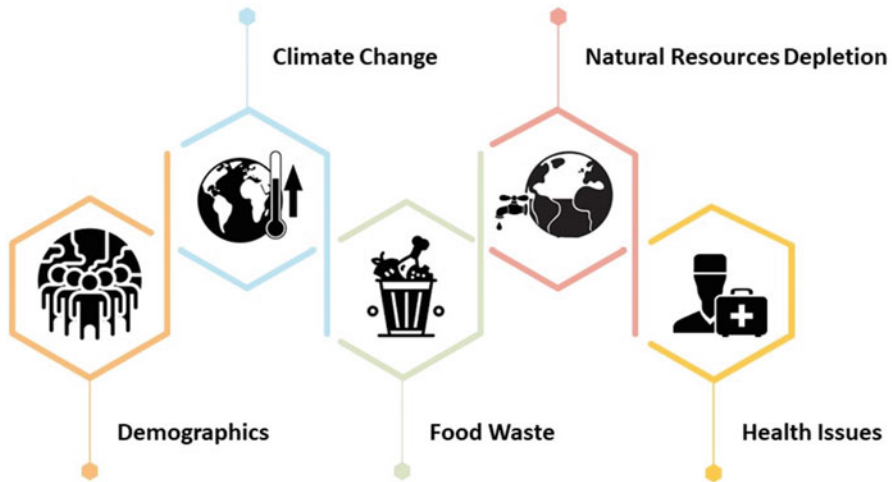 Climate Change
Natural Resources Depletion
Demographics
Food Waste
Health Issues